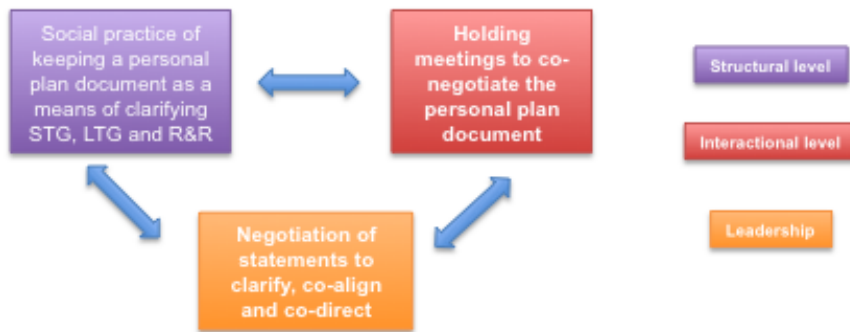 Social practice of
keeping a personal
plan document as a
means of clarifying
STG, LTG and R&R
Holding
meetings to co-
negotiate the
personal plan
document
Negotiation of
statements to
clarify, co-align
and co-direct
Structural level
Interactional level
Leadership